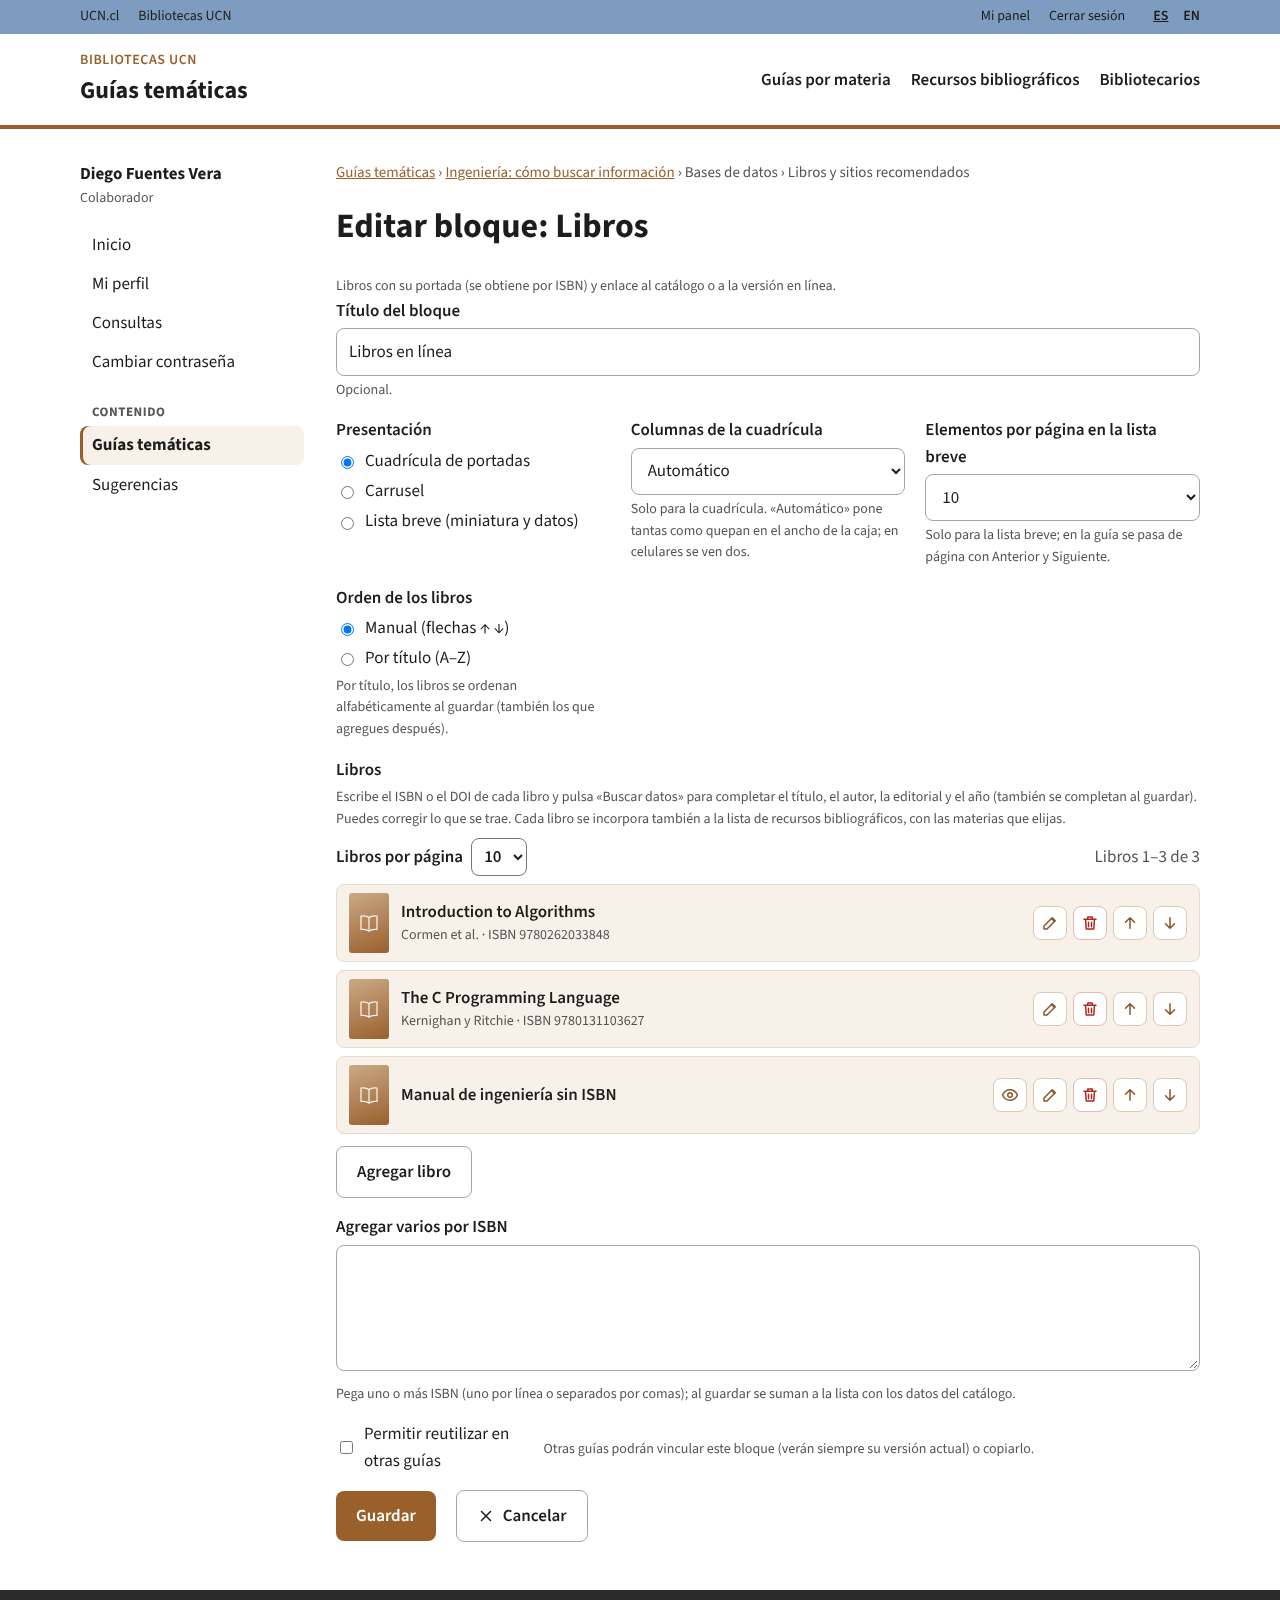 UCN.cl Bibliotecas UCN Mi panel Cerrar sesión ES EN
BIBLIOTECAS UCN
Guías temáticas
Guías por materia Recursos bibliográficos Bibliotecarios
Diego Fuentes Vera
Colaborador
Inicio
Mi perfil
Consultas
Cambiar contraseña
CONTENIDO
Guías temáticas
Sugerencias
Guías temáticas › Ingeniería: cómo buscar información › Bases de datos › Libros y sitios recomendados
Editar bloque: Libros
Libros con su portada (se obtiene por ISBN) y enlace al catálogo o a la versión en línea.
Título del bloque
Libros en línea
Opcional.
Presentación
Cuadrícula de portadas
Carrusel
Lista breve (miniatura y datos)
Columnas de la cuadrícula
Automático
Solo para la cuadrícula. «Automático» pone
tantas como quepan en el ancho de la caja; en
celulares se ven dos.
Elementos por página en la lista
breve
10
Solo para la lista breve; en la guía se pasa de
página con Anterior y Siguiente.
Orden de los libros
Manual (flechas ↑ ↓)
Por título (A–Z)
Por título, los libros se ordenan
alfabéticamente al guardar (también los que
agregues después).
Libros
Escribe el ISBN o el DOI de cada libro y pulsa «Buscar datos» para completar el título, el autor, la editorial y el año (también se completan al guardar).
Puedes corregir lo que se trae. Cada libro se incorpora también a la lista de recursos bibliográficos, con las materias que elijas.
Libros por página 10 Libros 1–3 de 3
Introduction to Algorithms
Cormen et al. · ISBN 9780262033848
The C Programming Language
Kernighan y Ritchie · ISBN 9780131103627
Manual de ingeniería sin ISBN
Agregar libro
Agregar varios por ISBN
Pega uno o más ISBN (uno por línea o separados por comas); al guardar se suman a la lista con los datos del catálogo.
Permitir reutilizar en
otras guías
Otras guías podrán vincular este bloque (verán siempre su versión actual) o copiarlo.
Guardar Cancelar